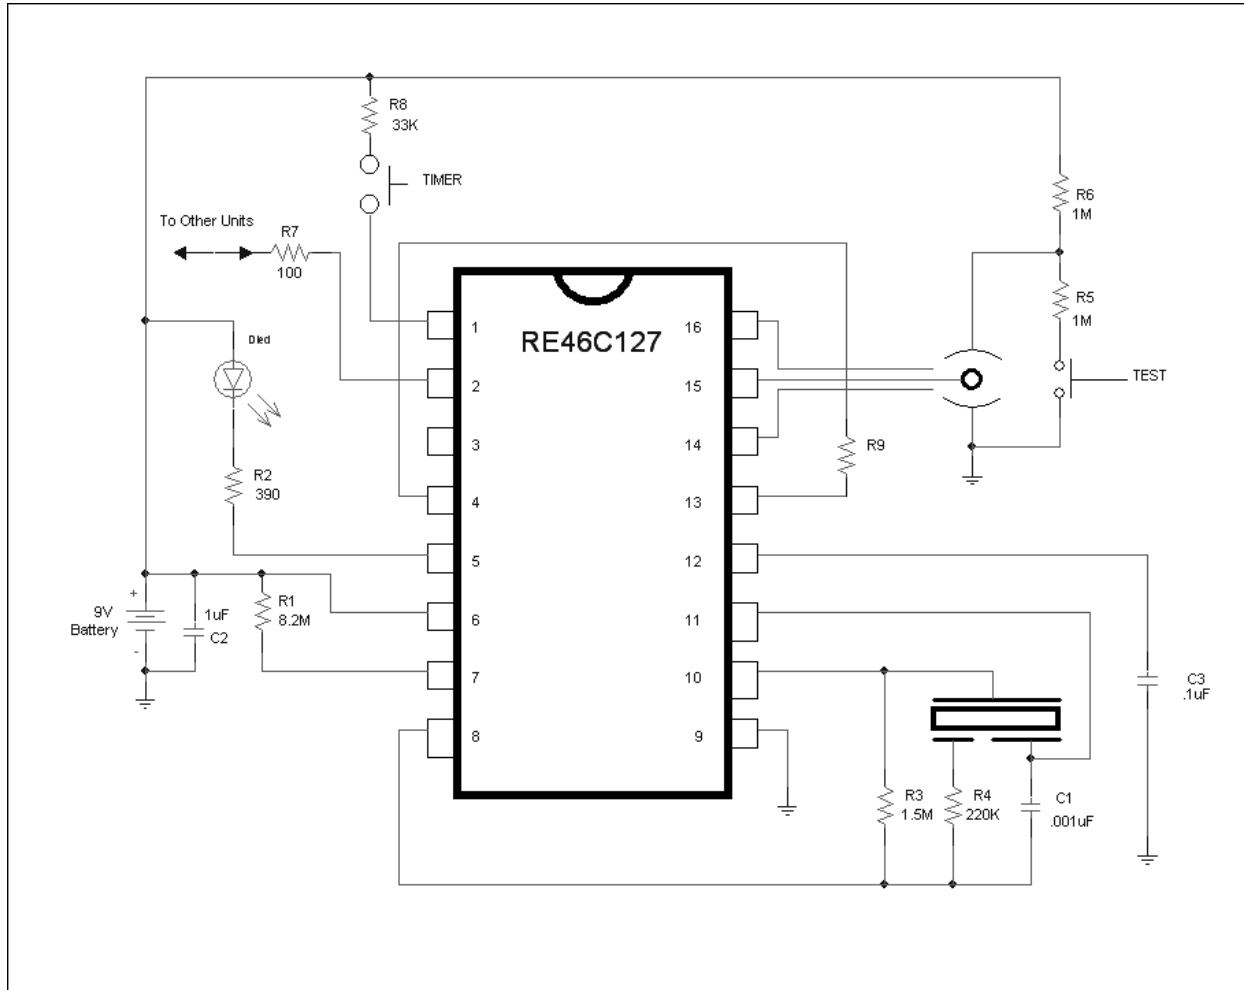 R8
33K
TIMER
To Other Units
R7
100
R6
1M
R5
1M
TEST
RE46C127
1
2
3
4
5
6
7
8
16
15
14
13
12
11
10
9
Dled
R2
390
R9
+
9V
Battery
-
1uF
C2
R1
8.2M
C3
.1uF
R3
1.5M
R4
220K
C1
.001uF